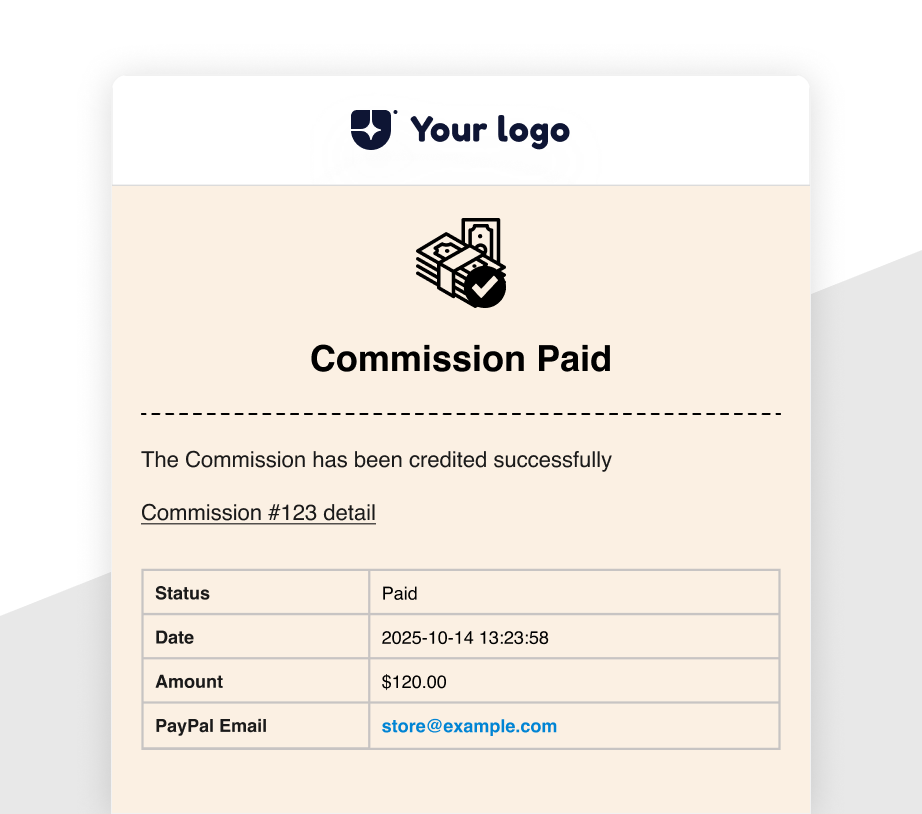 Your logo
Commission Paid
The Commission has been credited successfully
Commission #123 detail
Status Paid
Date 2025-10-14 13:23:58
Amount $120.00
PayPal Email store@example.com